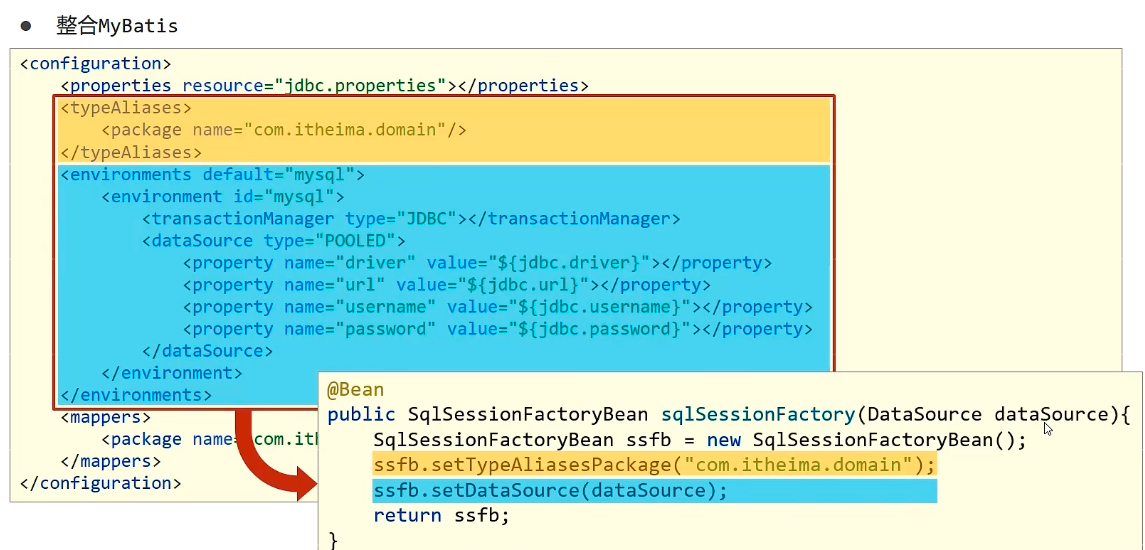 ● 整合MyBatis
<configuration>
<properties resource="jdbc.properties"></properties>
<typeAliases>
<package name="com.itheima.domain"/>
</typeAliases>
<environments default="mysql">
<environment id="mysql">
<transactionManager type="JDBC"></transactionManager>
<dataSource type="POOLED">
<property name="driver" value="${jdbc.driver}"></property>
<property name="url" value="${jdbc.url}"></property>
<property name="username" value="${jdbc.username}"></property>
<property name="password" value="${jdbc.password}"></property>
</dataSource>
</environment>
</environments>
<mappers>
<package name= com.ith
</mappers>
</configuration>
@Bean
public SqlSessionFactoryBean sqlSessionFactory(DataSource dataSource){
SqlSessionFactoryBean ssfb = new SqlSessionFactoryBean();
ssfb.setTypeAliasesPackage("com.itheima.domain");
ssfb.setDataSource(dataSource);
return ssfb;
}